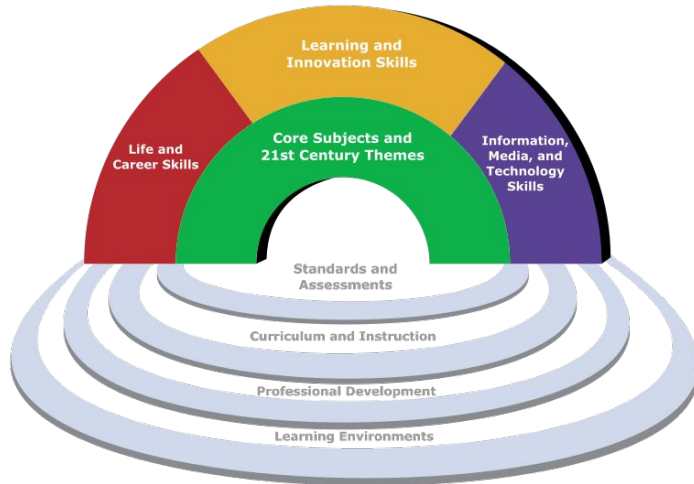 Learning and
Innovation Skills
Life and
Career Skills
Core Subjects and
21st Century Themes
Information,
Media, and
Technology
Skills
Standards and
Assessments
Curriculum and Instruction
Professional Development
Learning Environments